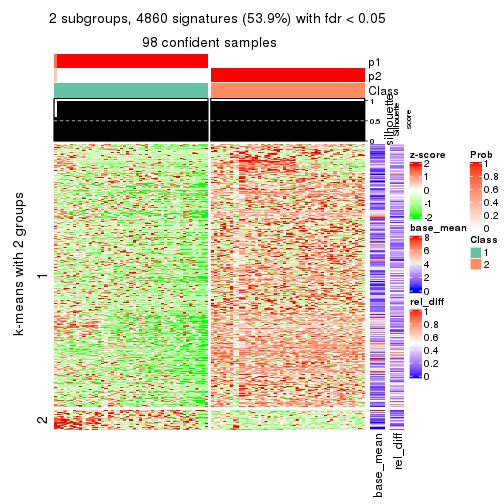 2 subgroups, 4860 signatures (53.9%) with fdr < 0.05
98 confident samples
p1
p2
Class
1
0.5
0
silhouette
Silhouette
score
k-means with 2 groups
1
2
base_mean
rel_diff
z-score
2
1
0
-1
-2
base_mean
8
6
4
2
0
rel_diff
1
0.8
0.6
0.4
0.2
0
Prob
1
0.8
0.6
0.4
0.2
0
Class
1
2